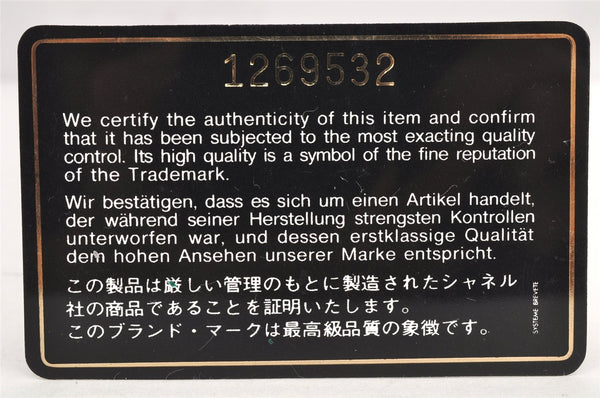 1269532
We certify the authenticity of this item and confirm
that it has been subjected to the most exacting quality
control. Its high quality is a symbol of the fine reputation
of the Trademark.
Wir bestätigen, dass es sich um einen Artikel handelt,
der während seiner Herstellung strengsten Kontrollen
unterworfen war, und dessen erstklassige Qualität
dem hohen Ansehen unserer Marke entspricht.
この製品は厳しい管理のもとに製造されたシャネル
社の商品であることを証明いたします。
このブランド・マークは最高級品質の象徴です。
SYSTEME BREVETE